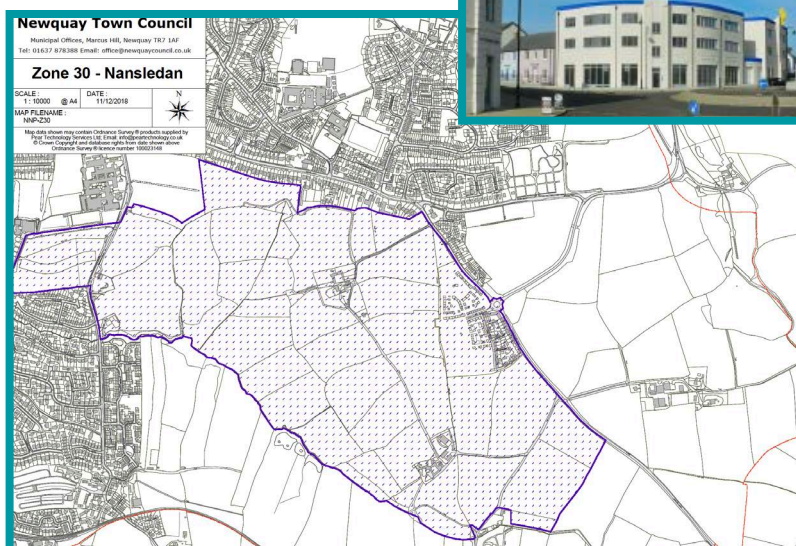 Newquay Town Council
Municipal Offices, Marcus Hill, Newquay TR7 1AF
Tel: 01637 878388 Email: office@newquaycouncil.co.uk
Zone 30 - Nansledan
SCALE :
1 : 10000 @ A4
DATE :
11/12/2018
N
MAP FILENAME :
NNP-Z30
Map data shown may contain Ordnance Survey ® products supplied by
Pear Technology Services Ltd; Email: info@peartechnology.co.uk
© Crown Copyright and database rights from date shown above
Ordnance Survey ® licence number 100023148